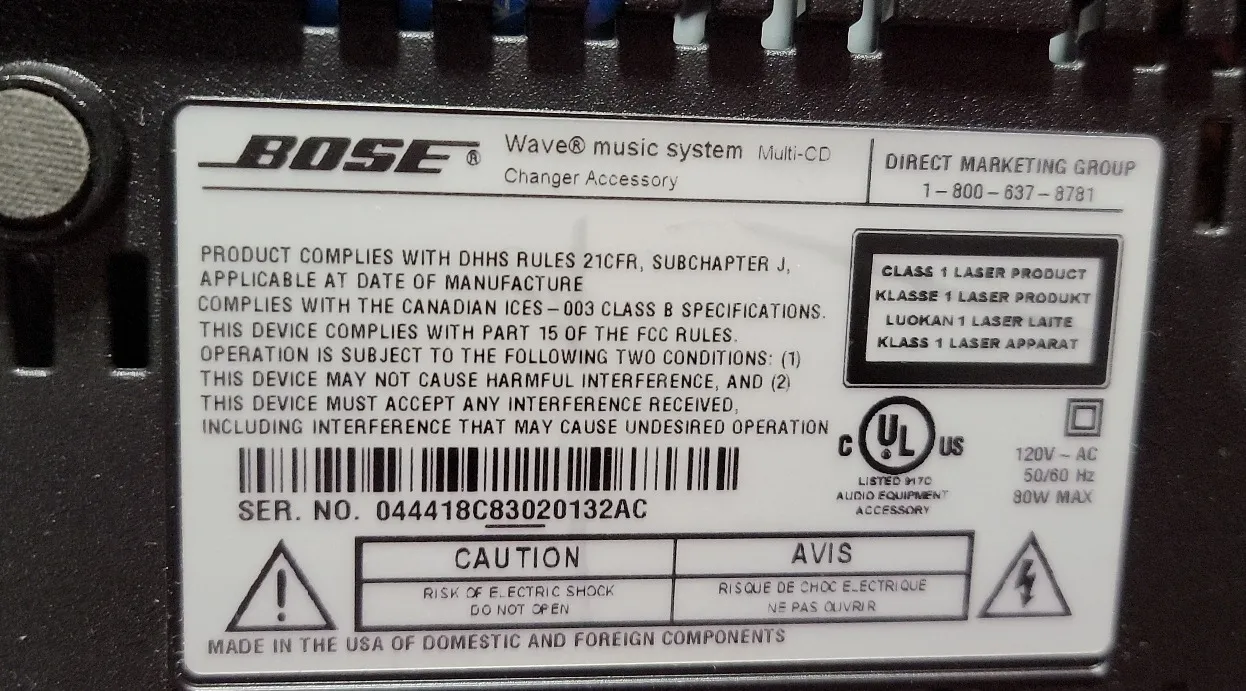 BOSE® Wave® music system Multi-CD
Changer Accessory
DIRECT MARKETING GROUP
1-800-637-8781
PRODUCT COMPLIES WITH DHHS RULES 21CFR, SUBCHAPTER J,
APPLICABLE AT DATE OF MANUFACTURE
COMPLIES WITH THE CANADIAN ICES-003 CLASS B SPECIFICATIONS.
THIS DEVICE COMPLIES WITH PART 15 OF THE FCC RULES.
OPERATION IS SUBJECT TO THE FOLLOWING TWO CONDITIONS: (1)
THIS DEVICE MAY NOT CAUSE HARMFUL INTERFERENCE, AND (2)
THIS DEVICE MUST ACCEPT ANY INTERFERENCE RECEIVED,
INCLUDING INTERFERENCE THAT MAY CAUSE UNDESIRED OPERATION
CLASS 1 LASER PRODUCT
KLASSE 1 LASER PRODUKT
LUOKAN 1 LASER LAITE
KLASS 1 LASER APPARAT
C UL® US
LISTED 917C
AUDIO EQUIPMENT
ACCESSORY
120V ~ AC
50/60 Hz
80W MAX
SER. NO. 044418C83020132AC
CAUTION
RISK OF ELECTRIC SHOCK
DO NOT OPEN
AVIS
RISQUE DE CHOC ELECTRIQUE
NE PAS OUVRIR
MADE IN THE USA OF DOMESTIC AND FOREIGN COMPONENTS